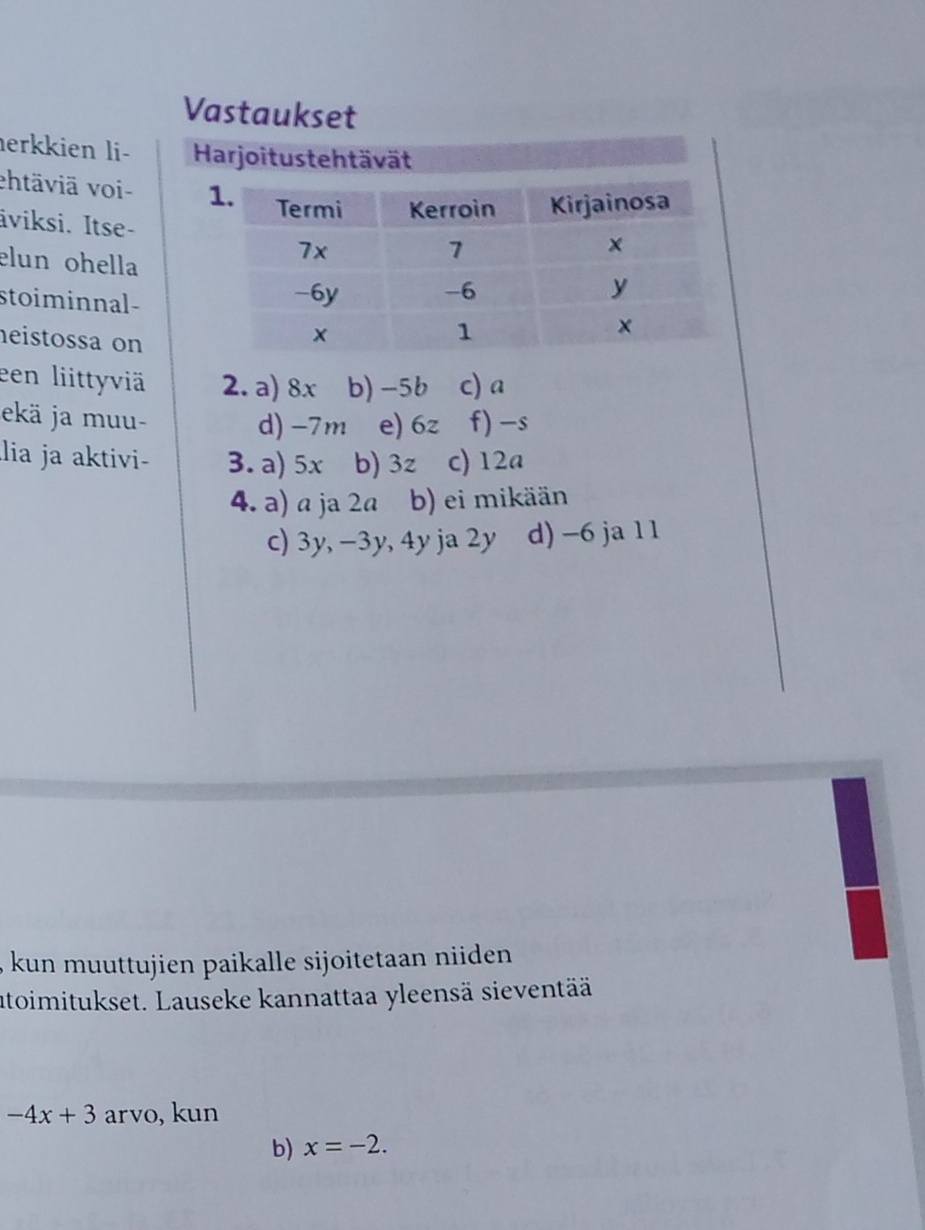 Vastaukset
Harjoitustehtävät
1.
Termi Kerroin Kirjainosa
7x 7 x
−6y −6 y
x 1 x
2. a) 8x b) −5b c) a
d) −7m e) 6z f) −s
3. a) 5x b) 3z c) 12a
4. a) a ja 2a b) ei mikään
c) 3y, −3y, 4y ja 2y d) −6 ja 11
erkkien li-
ehtäviä voi-
äviksi. Itse-
elun ohella
stoiminnal-
neistossa on
een liittyviä
ekä ja muu-
lia ja aktivi-
, kun muuttujien paikalle sijoitetaan niiden
toimitukset. Lauseke kannattaa yleensä sieventää
−4x + 3 arvo, kun
b) x = −2.